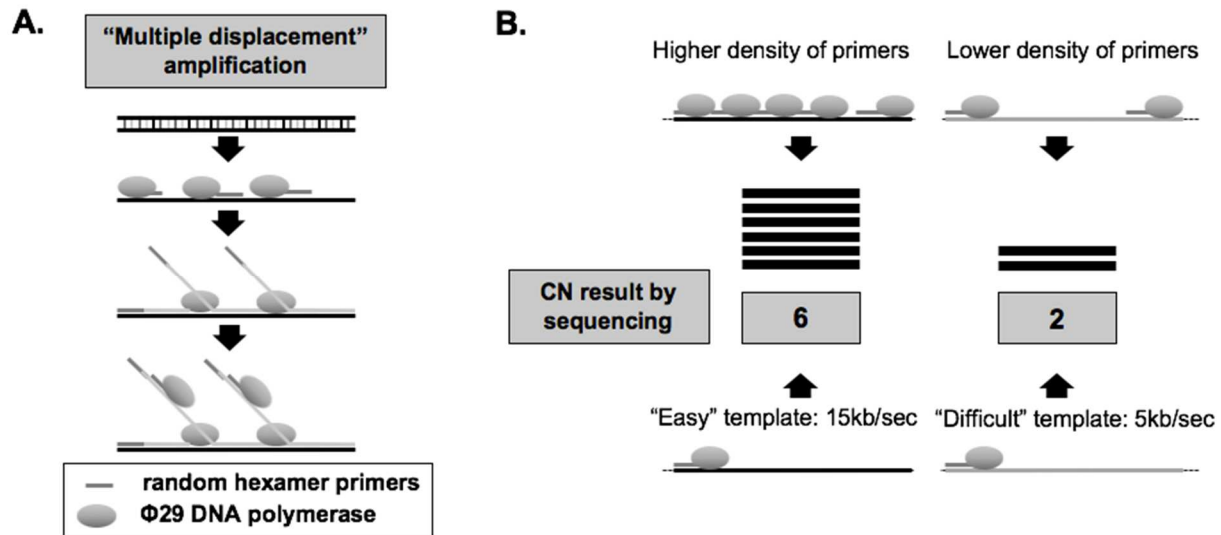 A.
“Multiple displacement”
amplification
random hexamer primers
Φ29 DNA polymerase
B.
Higher density of primers
Lower density of primers
CN result by
sequencing
6
2
“Easy” template: 15kb/sec
“Difficult” template: 5kb/sec